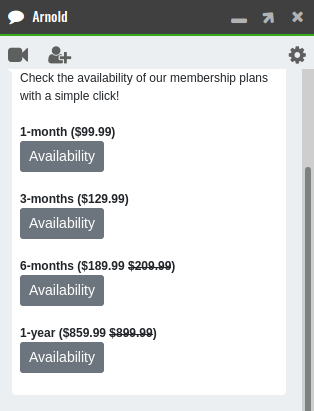 Arnold
Check the availability of our membership plans
with a simple click!
1-month ($99.99)
Availability
3-months ($129.99)
Availability
6-months ($189.99 $209.99)
Availability
1-year ($859.99 $899.99)
Availability